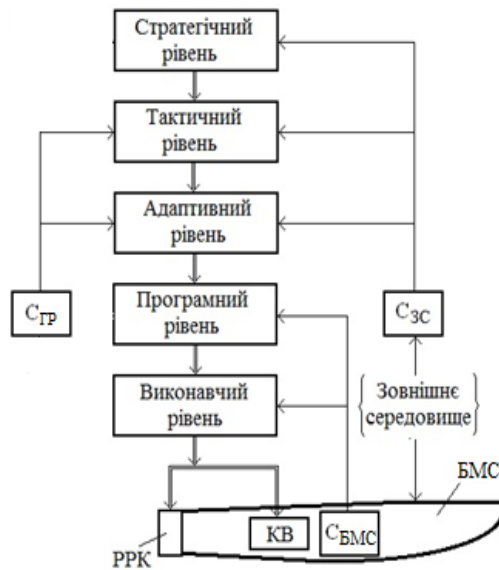 Стратегічний
рівень
Тактичний
рівень
Адаптивний
рівень
Програмний
рівень
СГР
СЗС
Виконавчий
рівень
Зовнішнє
середовище
БМС
КВ
СБМС
РРК